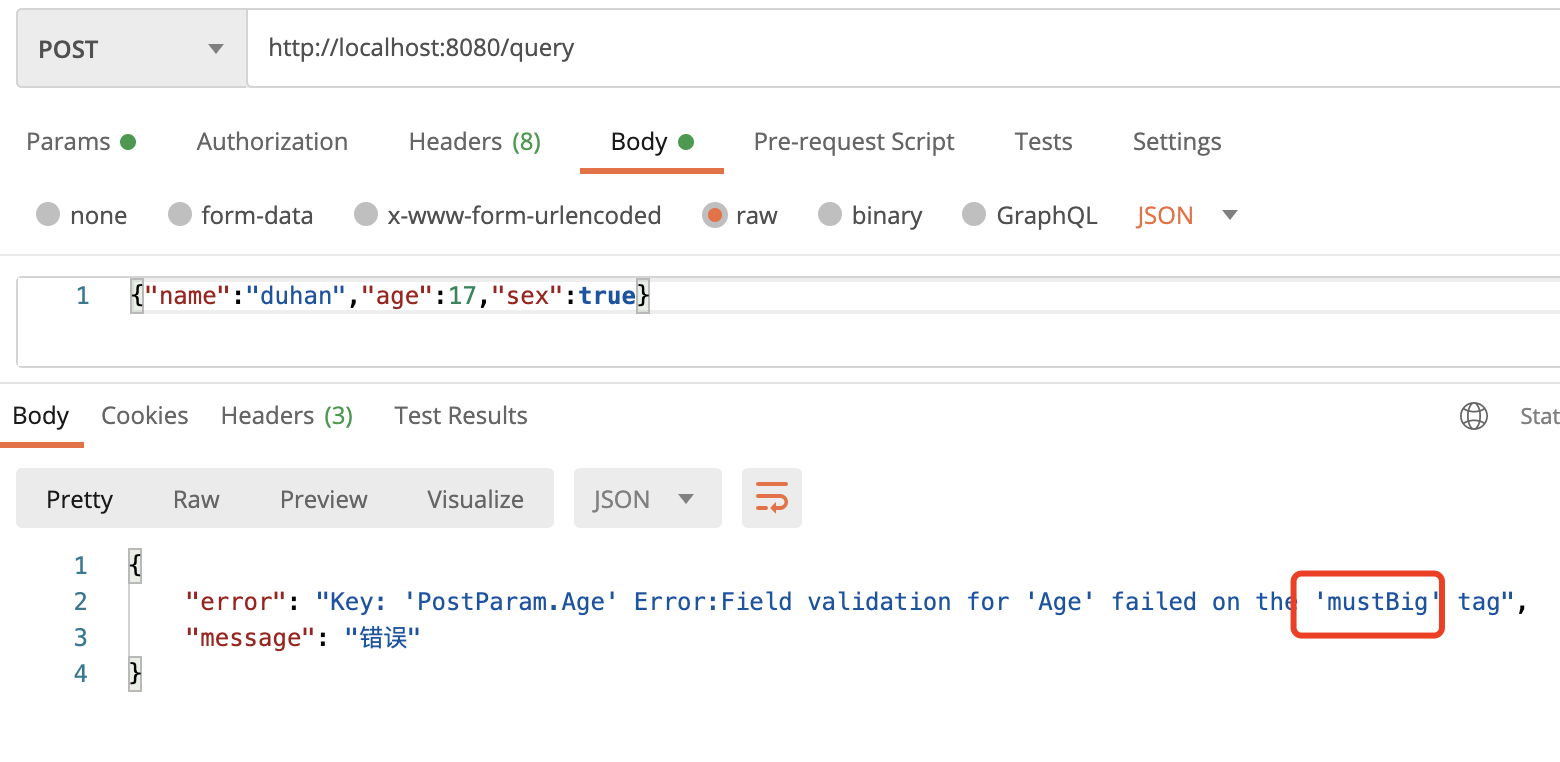 POST http://localhost:8080/query
Params Authorization Headers (8) Body Pre-request Script Tests Settings
none form-data x-www-form-urlencoded raw binary GraphQL JSON
1 {"name":"duhan","age":17,"sex":true}
Body Cookies Headers (3) Test Results Stat
Pretty Raw Preview Visualize JSON
1 {
2 "error": "Key: 'PostParam.Age' Error:Field validation for 'Age' failed on the 'mustBig' tag",
3 "message": "错误"
4 }